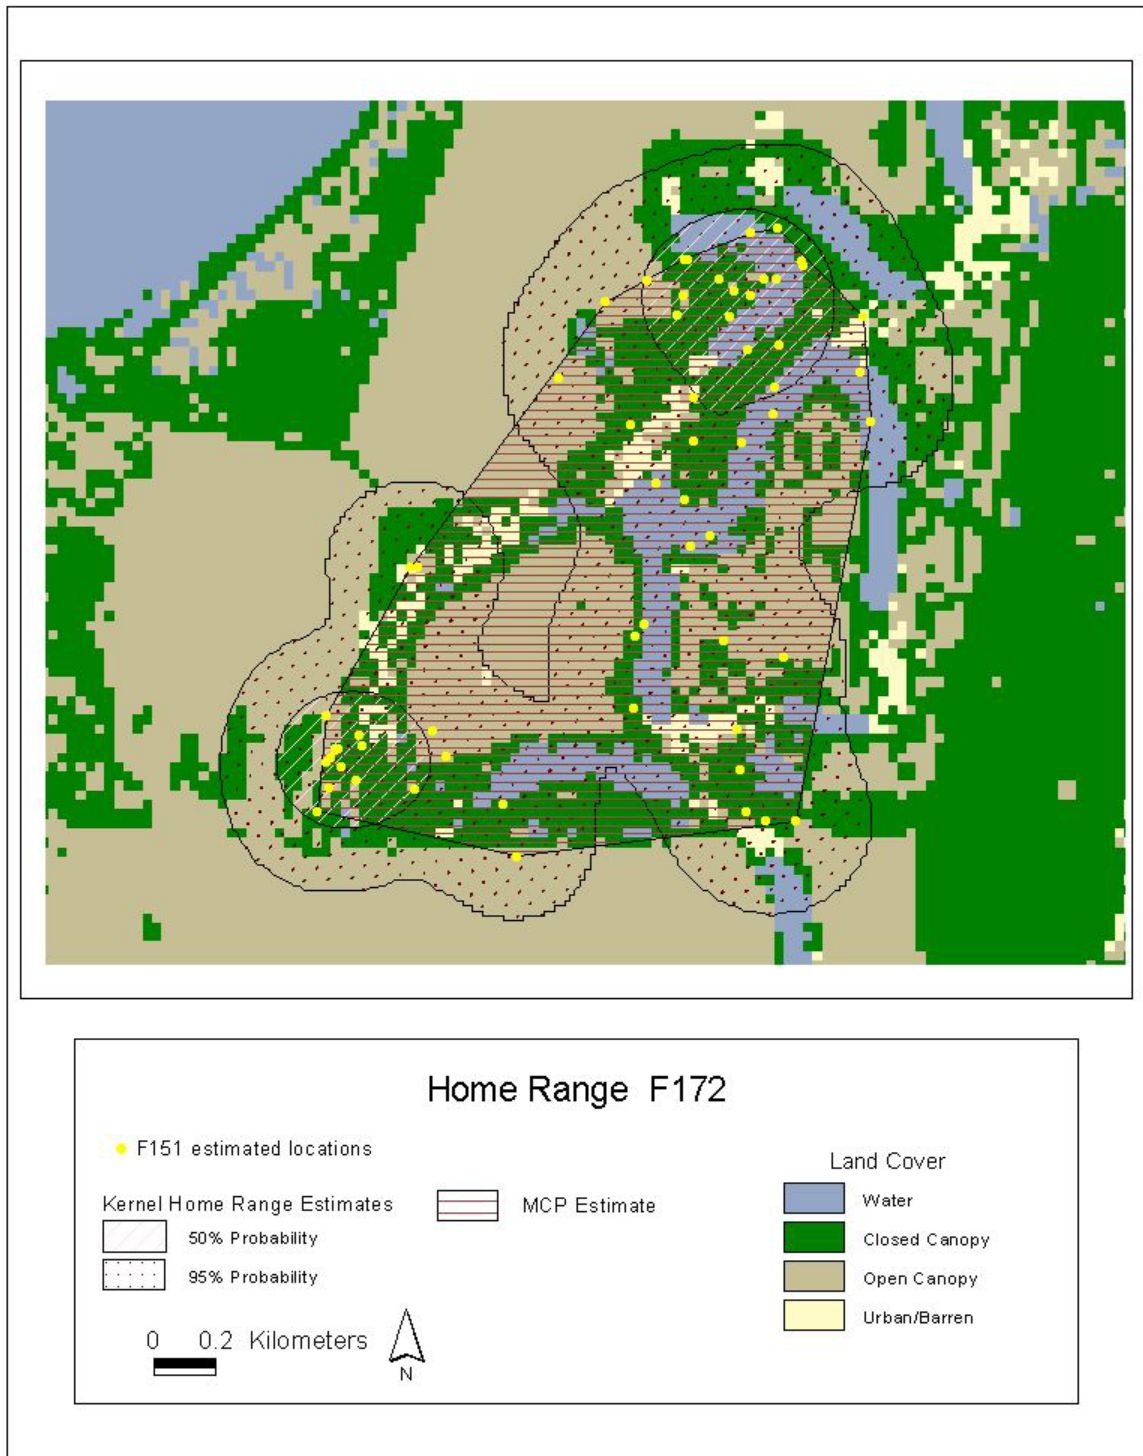 Home Range F172
F151 estimated locations
Kernel Home Range Estimates
50% Probability
95% Probability
MCP Estimate
Land Cover
Water
Closed Canopy
Open Canopy
Urban/Barren
0 0.2 Kilometers
N